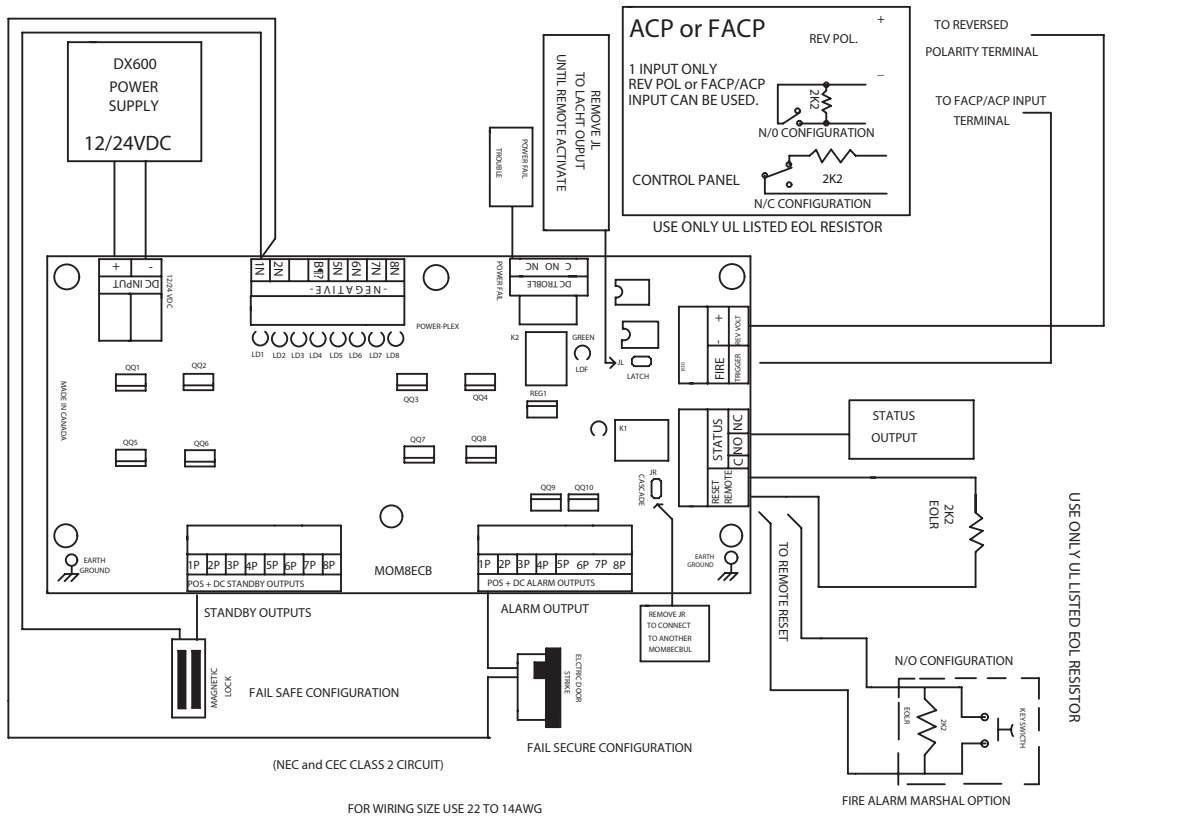 DX600
POWER
SUPPLY
12/24VDC
POWER FAIL
TROUBLE
REMOVE JL
TO LACHT OUPUT
UNTIL REMOTE ACTIVATE
ACP or FACP
REV POL.
+
_
1 INPUT ONLY
REV POL or FACP/ACP
INPUT CAN BE USED.
2K2
N/0 CONFIGURATION
CONTROL PANEL
2K2
N/C CONFIGURATION
USE ONLY UL LISTED EOL RESISTOR
TO REVERSED
POLARITY TERMINAL
TO FACP/ACP INPUT
TERMINAL
+ -
DC INPUT
12/24 VDC
1N 2N B¶? 5N 6N 7N 8N
-NEGATIVE-
LD1 LD2 LD3 LD4 LD5 LD6 LD7 LD8
POWER-PLEX
POWER FAIL
C NO NC
DC TROBLE
K2
GREEN
LDF
JL
LATCH
+ - REV VOLT
FIRE TRIGGER
MADE IN CANADA
QQ1
QQ2
QQ3
QQ4
REG1
QQ5
QQ6
QQ7
QQ8
K1
QQ9
QQ10
JR
CASCADE
STATUS
C NO NC
RESET
REMOTE
STATUS
OUTPUT
2K2
EOLR
USE ONLY UL LISTED EOL RESISTOR
EARTH
GROUND
1P 2P 3P 4P 5P 6P 7P 8P
POS + DC STANDBY OUTPUTS
MOM8ECB
1P 2P 3P 4P 5P 6P 7P 8P
POS + DC ALARM OUTPUTS
EARTH
GROUND
STANDBY OUTPUTS
ALARM OUTPUT
REMOVE JR
TO CONNECT
TO ANOTHER
MOM8ECBUL
TO REMOTE RESET
MAGNETIC
LOCK
FAIL SAFE CONFIGURATION
ELCTRIC DOOR
STRIKE
FAIL SECURE CONFIGURATION
N/O CONFIGURATION
2K2
EOLR
KEYSWICTH
FIRE ALARM MARSHAL OPTION
(NEC and CEC CLASS 2 CIRCUIT)
FOR WIRING SIZE USE 22 TO 14AWG